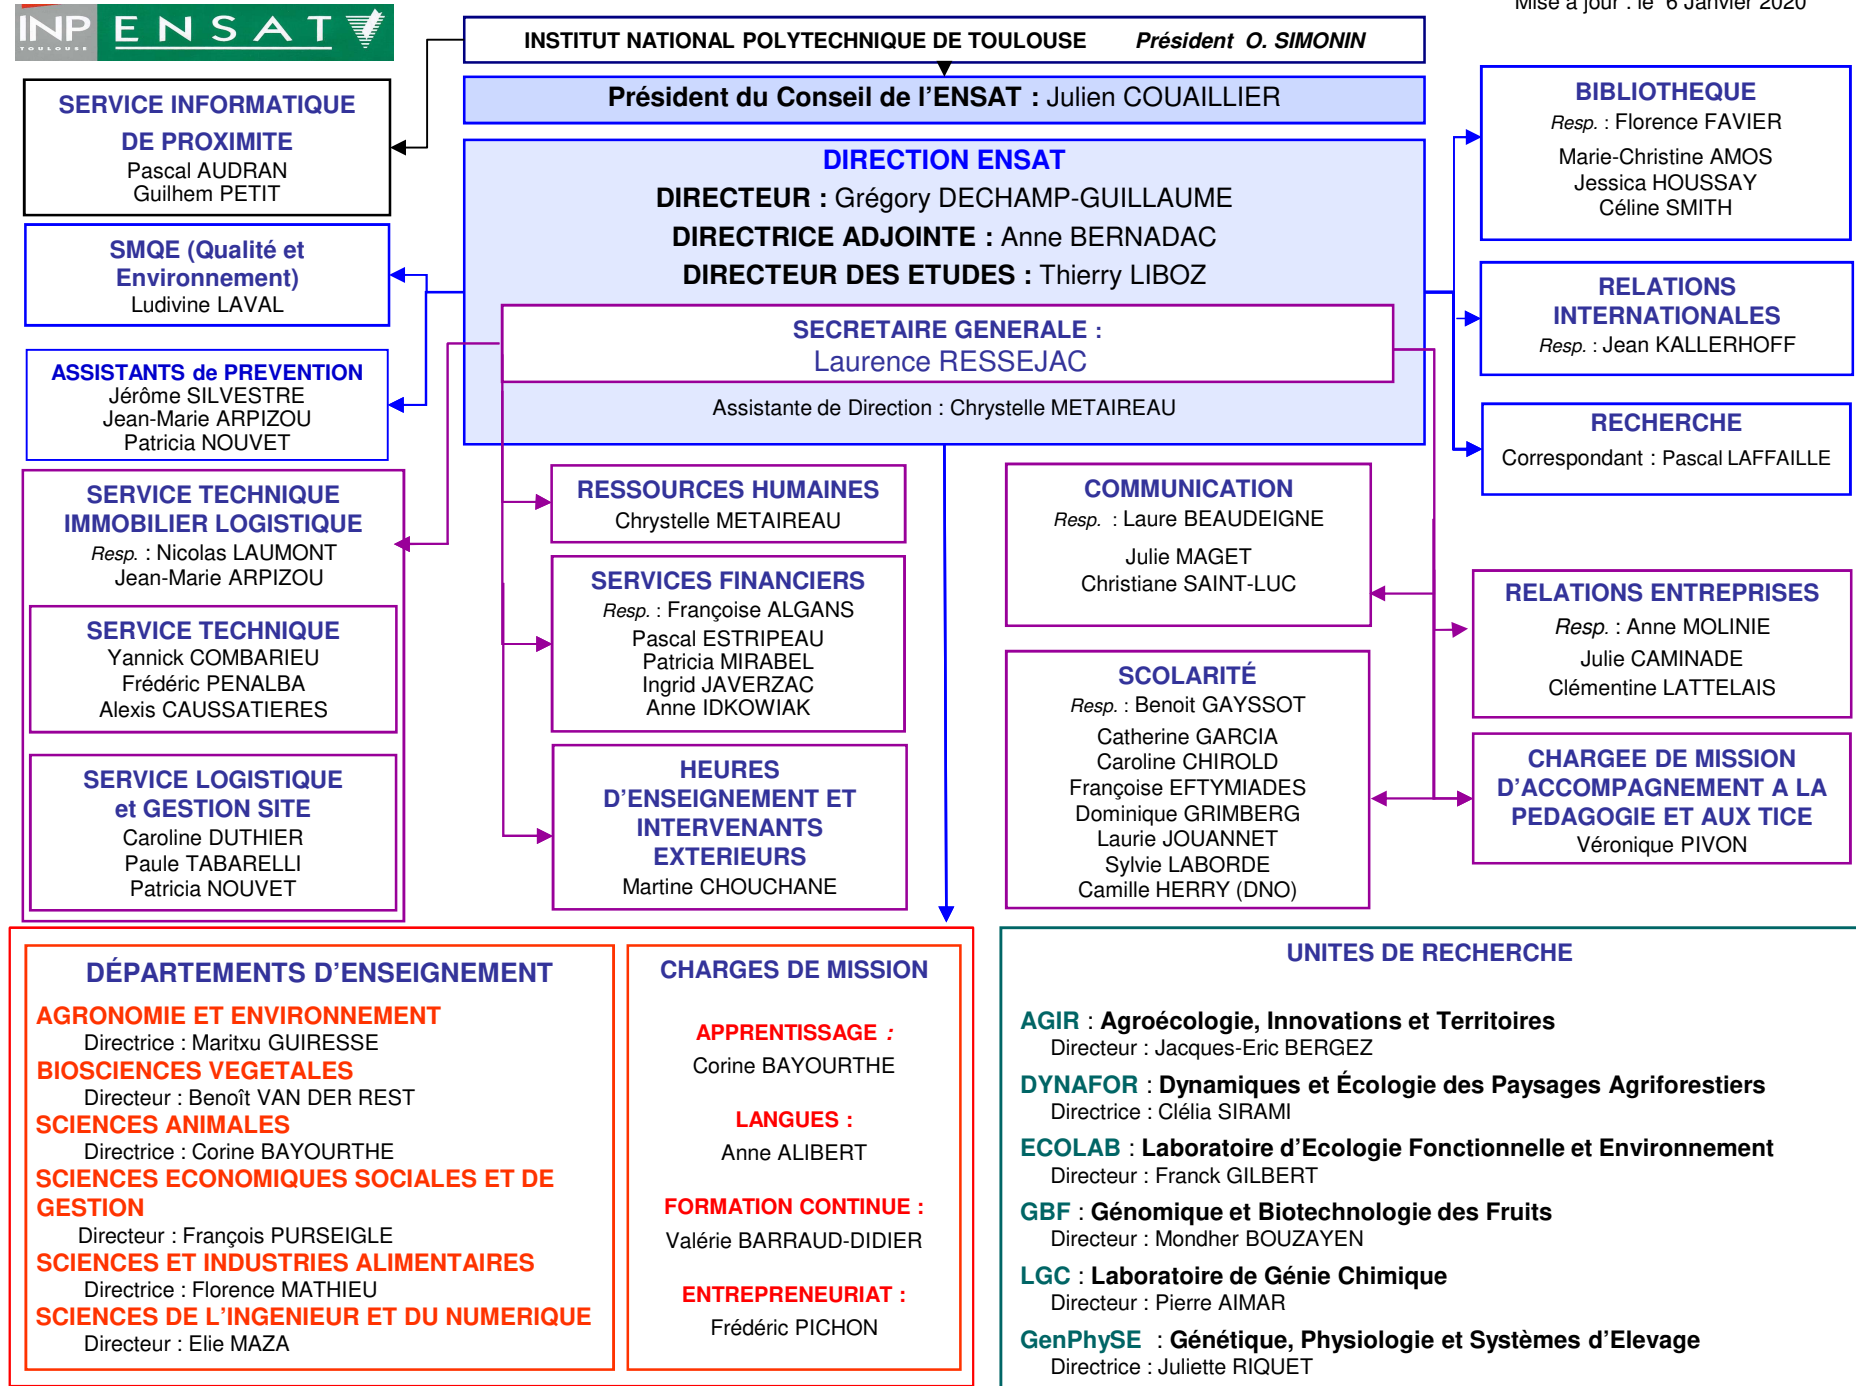 INP ENSAT
TOULOUSE
Mise à jour : le 6 Janvier 2020
INSTITUT NATIONAL POLYTECHNIQUE DE TOULOUSE Président O. SIMONIN
Président du Conseil de l’ENSAT : Julien COUAILLIER
SERVICE INFORMATIQUE
DE PROXIMITE
Pascal AUDRAN
Guilhem PETIT
SMQE (Qualité et
Environnement)
Ludivine LAVAL
ASSISTANTS de PREVENTION
Jérôme SILVESTRE
Jean-Marie ARPIZOU
Patricia NOUVET
DIRECTION ENSAT
DIRECTEUR : Grégory DECHAMP-GUILLAUME
DIRECTRICE ADJOINTE : Anne BERNADAC
DIRECTEUR DES ETUDES : Thierry LIBOZ
SECRETAIRE GENERALE :
Laurence RESSEJAC
Assistante de Direction : Chrystelle METAIREAU
BIBLIOTHEQUE
Resp. : Florence FAVIER
Marie-Christine AMOS
Jessica HOUSSAY
Céline SMITH
RELATIONS
INTERNATIONALES
Resp. : Jean KALLERHOFF
RECHERCHE
Correspondant : Pascal LAFFAILLE
SERVICE TECHNIQUE
IMMOBILIER LOGISTIQUE
Resp. : Nicolas LAUMONT
Jean-Marie ARPIZOU
SERVICE TECHNIQUE
Yannick COMBARIEU
Frédéric PENALBA
Alexis CAUSSATIERES
SERVICE LOGISTIQUE
et GESTION SITE
Caroline DUTHIER
Paule TABARELLI
Patricia NOUVET
RESSOURCES HUMAINES
Chrystelle METAIREAU
SERVICES FINANCIERS
Resp. : Françoise ALGANS
Pascal ESTRIPEAU
Patricia MIRABEL
Ingrid JAVERZAC
Anne IDKOWIAK
HEURES
D’ENSEIGNEMENT ET
INTERVENANTS
EXTERIEURS
Martine CHOUCHANE
COMMUNICATION
Resp. : Laure BEAUDEIGNE
Julie MAGET
Christiane SAINT-LUC
SCOLARITÉ
Resp. : Benoit GAYSSOT
Catherine GARCIA
Caroline CHIROLD
Françoise EFTYMIADES
Dominique GRIMBERG
Laurie JOUANNET
Sylvie LABORDE
Camille HERRY (DNO)
RELATIONS ENTREPRISES
Resp. : Anne MOLINIE
Julie CAMINADE
Clémentine LATTELAIS
CHARGEE DE MISSION
D’ACCOMPAGNEMENT A LA
PEDAGOGIE ET AUX TICE
Véronique PIVON
DÉPARTEMENTS D’ENSEIGNEMENT
AGRONOMIE ET ENVIRONNEMENT
Directrice : Maritxu GUIRESSE
BIOSCIENCES VEGETALES
Directeur : Benoît VAN DER REST
SCIENCES ANIMALES
Directrice : Corine BAYOURTHE
SCIENCES ECONOMIQUES SOCIALES ET DE
GESTION
Directeur : François PURSEIGLE
SCIENCES ET INDUSTRIES ALIMENTAIRES
Directrice : Florence MATHIEU
SCIENCES DE L’INGENIEUR ET DU NUMERIQUE
Directeur : Elie MAZA
CHARGES DE MISSION
APPRENTISSAGE :
Corine BAYOURTHE
LANGUES :
Anne ALIBERT
FORMATION CONTINUE :
Valérie BARRAUD-DIDIER
ENTREPRENEURIAT :
Frédéric PICHON
UNITES DE RECHERCHE
AGIR : Agroécologie, Innovations et Territoires
Directeur : Jacques-Eric BERGEZ
DYNAFOR : Dynamiques et Écologie des Paysages Agriforestiers
Directrice : Clélia SIRAMI
ECOLAB : Laboratoire d’Ecologie Fonctionnelle et Environnement
Directeur : Franck GILBERT
GBF : Génomique et Biotechnologie des Fruits
Directeur : Mondher BOUZAYEN
LGC : Laboratoire de Génie Chimique
Directeur : Pierre AIMAR
GenPhySE : Génétique, Physiologie et Systèmes d’Elevage
Directrice : Juliette RIQUET